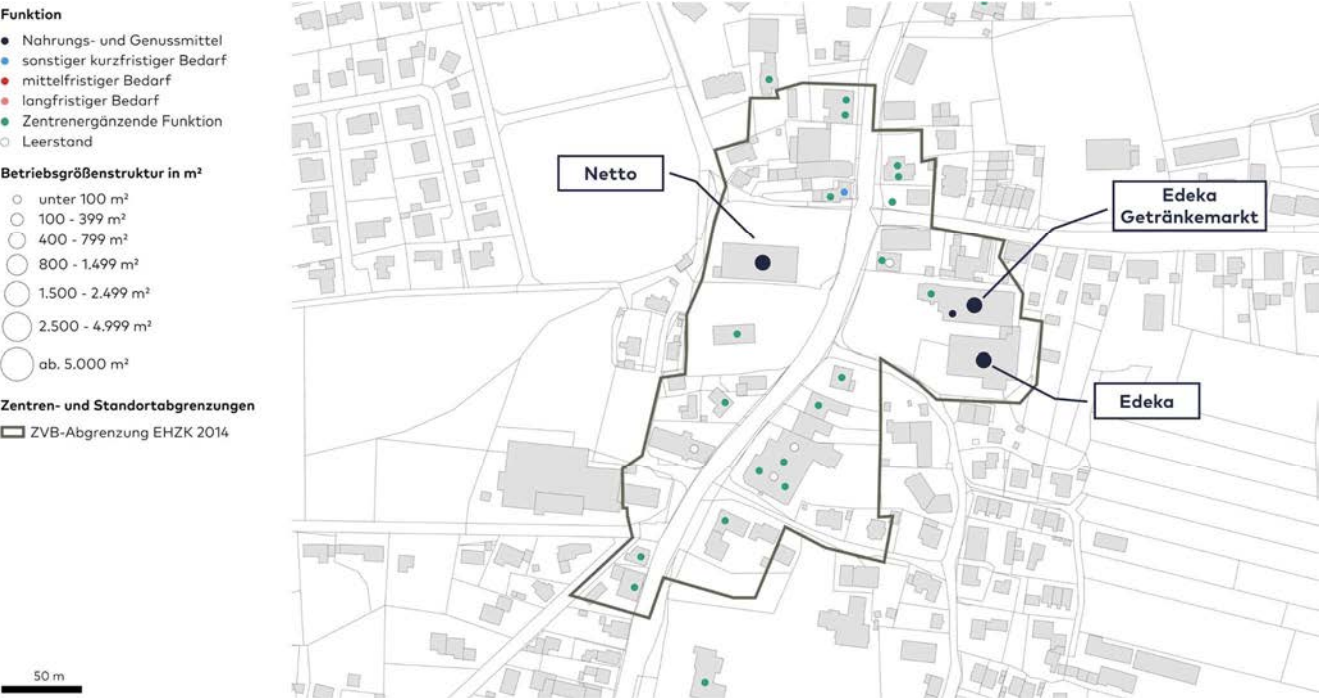 Funktion
Nahrungs- und Genussmittel
sonstiger kurzfristiger Bedarf
mittelfristiger Bedarf
langfristiger Bedarf
Zentrenergänzende Funktion
Leerstand
Betriebsgrößenstruktur in m²
unter 100 m²
100 - 399 m²
400 - 799 m²
800 - 1.499 m²
1.500 - 2.499 m²
2.500 - 4.999 m²
ab. 5.000 m²
Zentren- und Standortabgrenzungen
ZVB-Abgrenzung EHZK 2014
50 m
Netto
Edeka
Getränkemarkt
Edeka